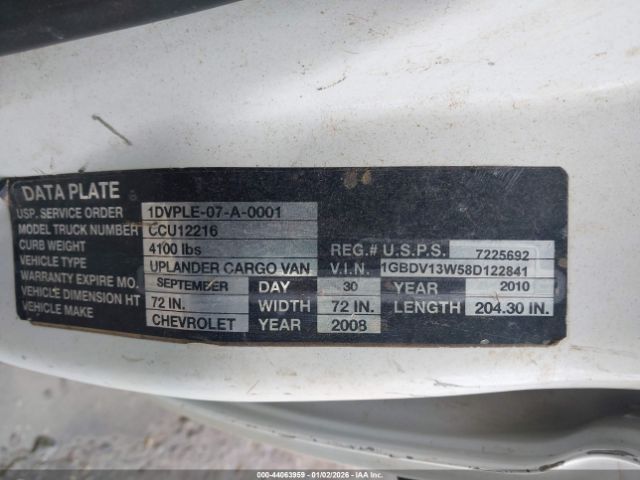 DATA PLATE
USP. SERVICE ORDER 1DVPLE-07-A-0001
MODEL TRUCK NUMBER CCU12216
CURB WEIGHT 4100 lbs REG.# U.S.P.S. 7225692
VEHICLE TYPE UPLANDER CARGO VAN V.I.N. 1GBDV13W58D122841
WARRANTY EXPIRE MO. SEPTEMBER DAY 30 YEAR 2010
VEHICLE DIMENSION HT 72 IN. WIDTH 72 IN. LENGTH 204.30 IN.
VEHICLE MAKE CHEVROLET YEAR 2008
000-44063959 - 01/02/2026 - IAA Inc.